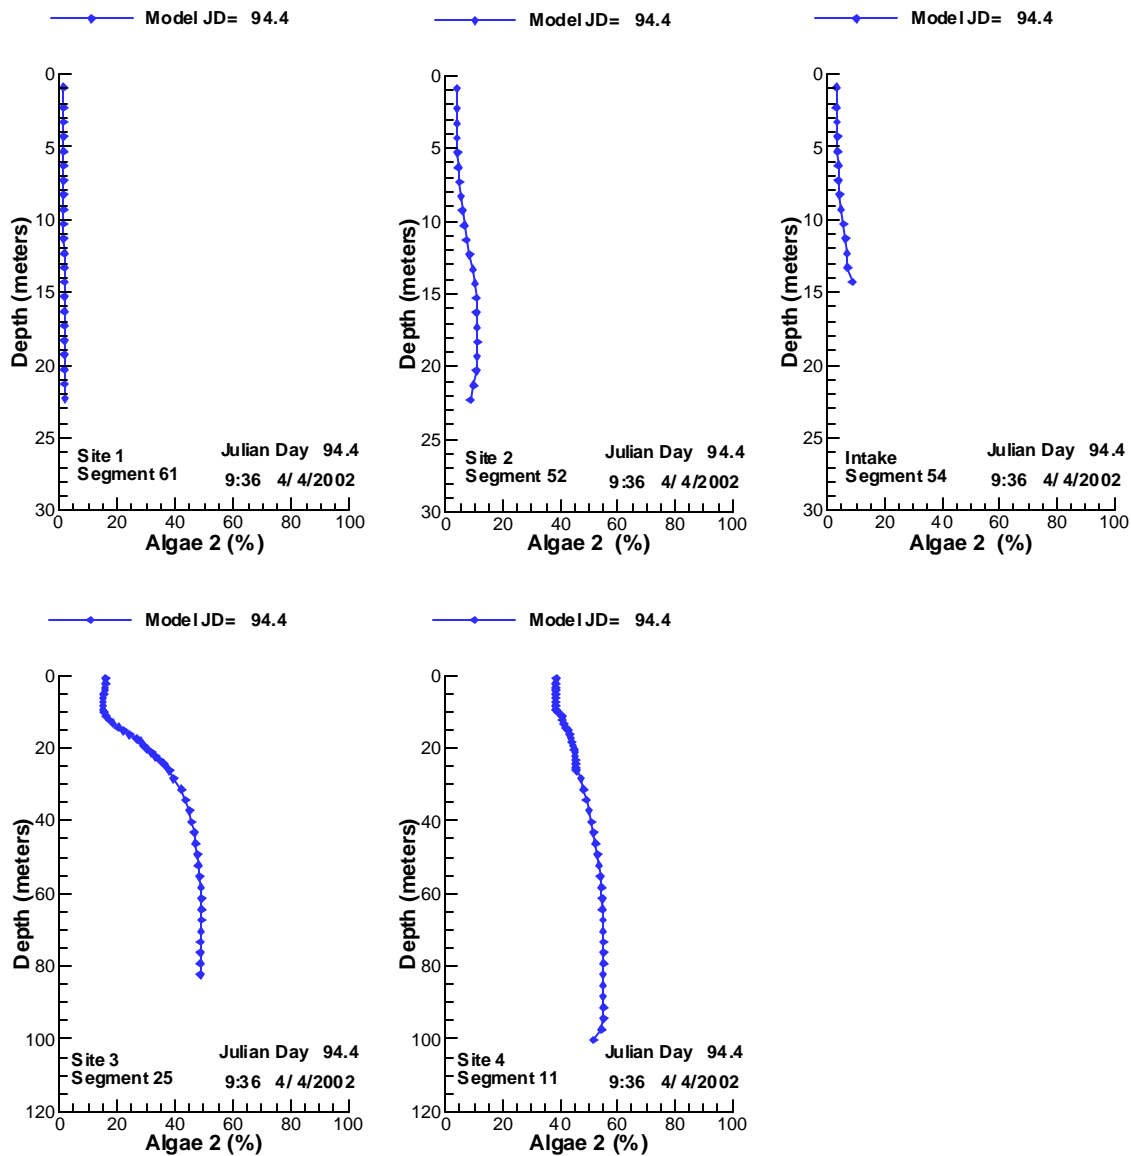 Model JD= 94.4
0
5
10
15
20
25
30
Depth (meters)
Site 1
Segment 61
Julian Day 94.4
9:36 4/ 4/2002
0 20 40 60 80 100
Algae 2 (%)
Model JD= 94.4
0
5
10
15
20
25
30
Depth (meters)
Site 2
Segment 52
Julian Day 94.4
9:36 4/ 4/2002
0 20 40 60 80 100
Algae 2 (%)
Model JD= 94.4
0
5
10
15
20
25
30
Depth (meters)
Intake
Segment 54
Julian Day 94.4
9:36 4/ 4/2002
0 20 40 60 80 100
Algae 2 (%)
Model JD= 94.4
0
20
40
60
80
100
120
Depth (meters)
Site 3
Segment 25
Julian Day 94.4
9:36 4/ 4/2002
0 20 40 60 80 100
Algae 2 (%)
Model JD= 94.4
0
20
40
60
80
100
120
Depth (meters)
Site 4
Segment 11
Julian Day 94.4
9:36 4/ 4/2002
0 20 40 60 80 100
Algae 2 (%)